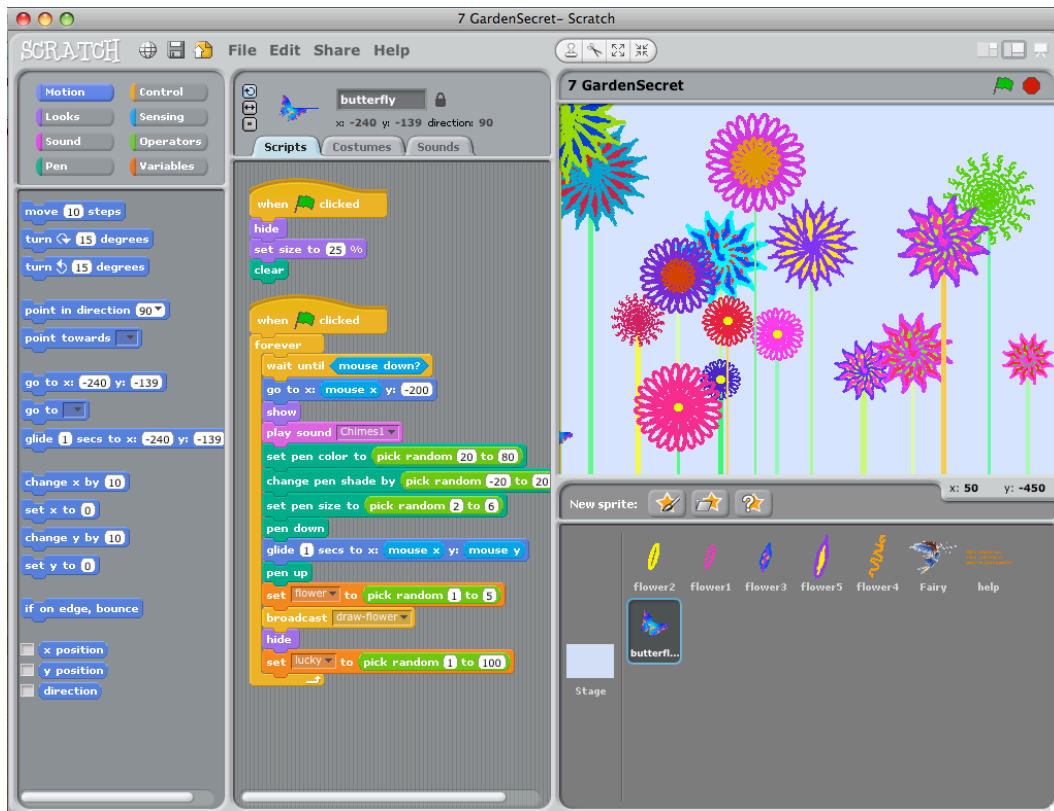 7 GardenSecret- Scratch
SCRATCH File Edit Share Help
Motion Control
Looks Sensing
Sound Operators
Pen Variables
move 10 steps
turn 15 degrees
turn 15 degrees
point in direction 90
point towards
go to x: -240 y: -139
go to
glide 1 secs to x: -240 y: -139
change x by 10
set x to 0
change y by 10
set y to 0
if on edge, bounce
x position
y position
direction
butterfly
x: -240 y: -139 direction: 90
Scripts Costumes Sounds
when clicked
hide
set size to 25 %
clear
when clicked
forever
wait until mouse down?
go to x: mouse x y: -200
show
play sound Chimes1
set pen color to pick random 20 to 80
change pen shade by pick random -20 to 20
set pen size to pick random 2 to 6
pen down
glide 1 secs to x: mouse x y: mouse y
pen up
set flower to pick random 1 to 5
broadcast draw-flower
hide
set lucky to pick random 1 to 100
7 GardenSecret
x: 50 y: -450
New sprite:
flower2 flower1 flower3 flower5 flower4 Fairy help
butterfl...
Stage